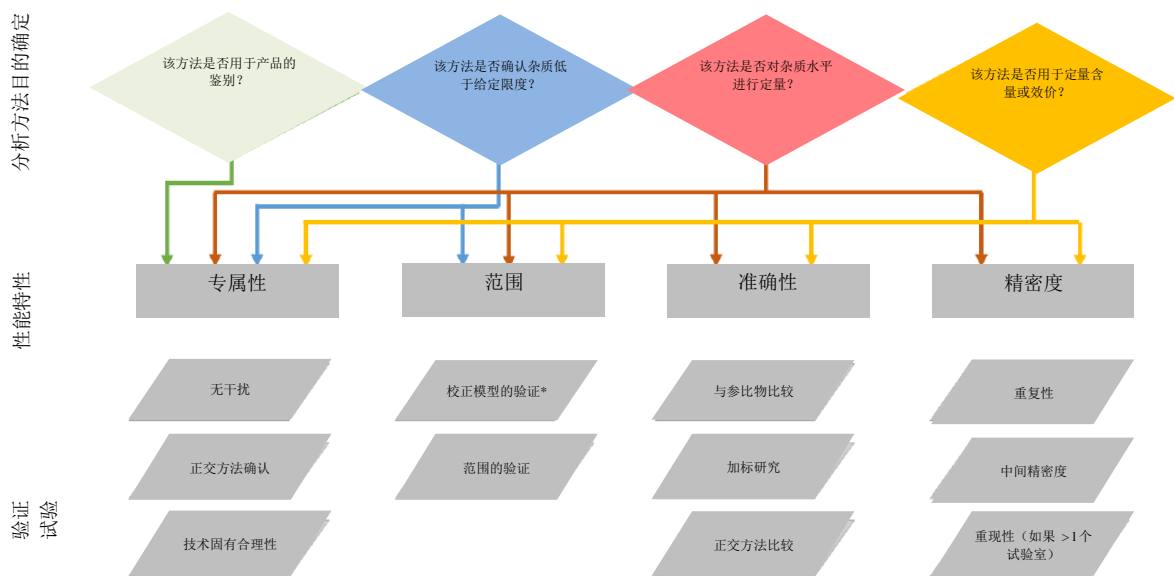 分析方法目的确定
该方法是否用于产品的
鉴别？
该方法是否确认杂质低
于给定限度？
该方法是否对杂质水平
进行定量？
该方法是否用于定量含
量或效价？
性能特性
专属性
范围
准确性
精密度
验证
试验
无干扰
校正模型的验证*
与参比物比较
重复性
正交方法确认
范围的验证
加标研究
中间精密度
技术固有合理性
正交方法比较
重现性（如果 >1个
试验室）